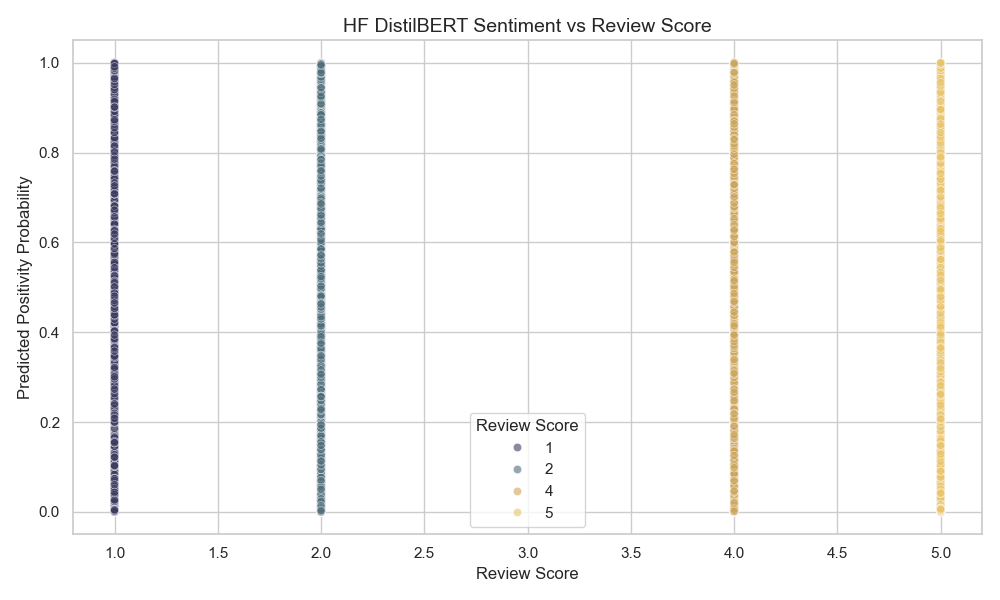 HF DistilBERT Sentiment vs Review Score
Predicted Positivity Probability
1.0
0.8
0.6
0.4
0.2
0.0
Review Score
1
2
4
5
1.0 1.5 2.0 2.5 3.0 3.5 4.0 4.5 5.0
Review Score